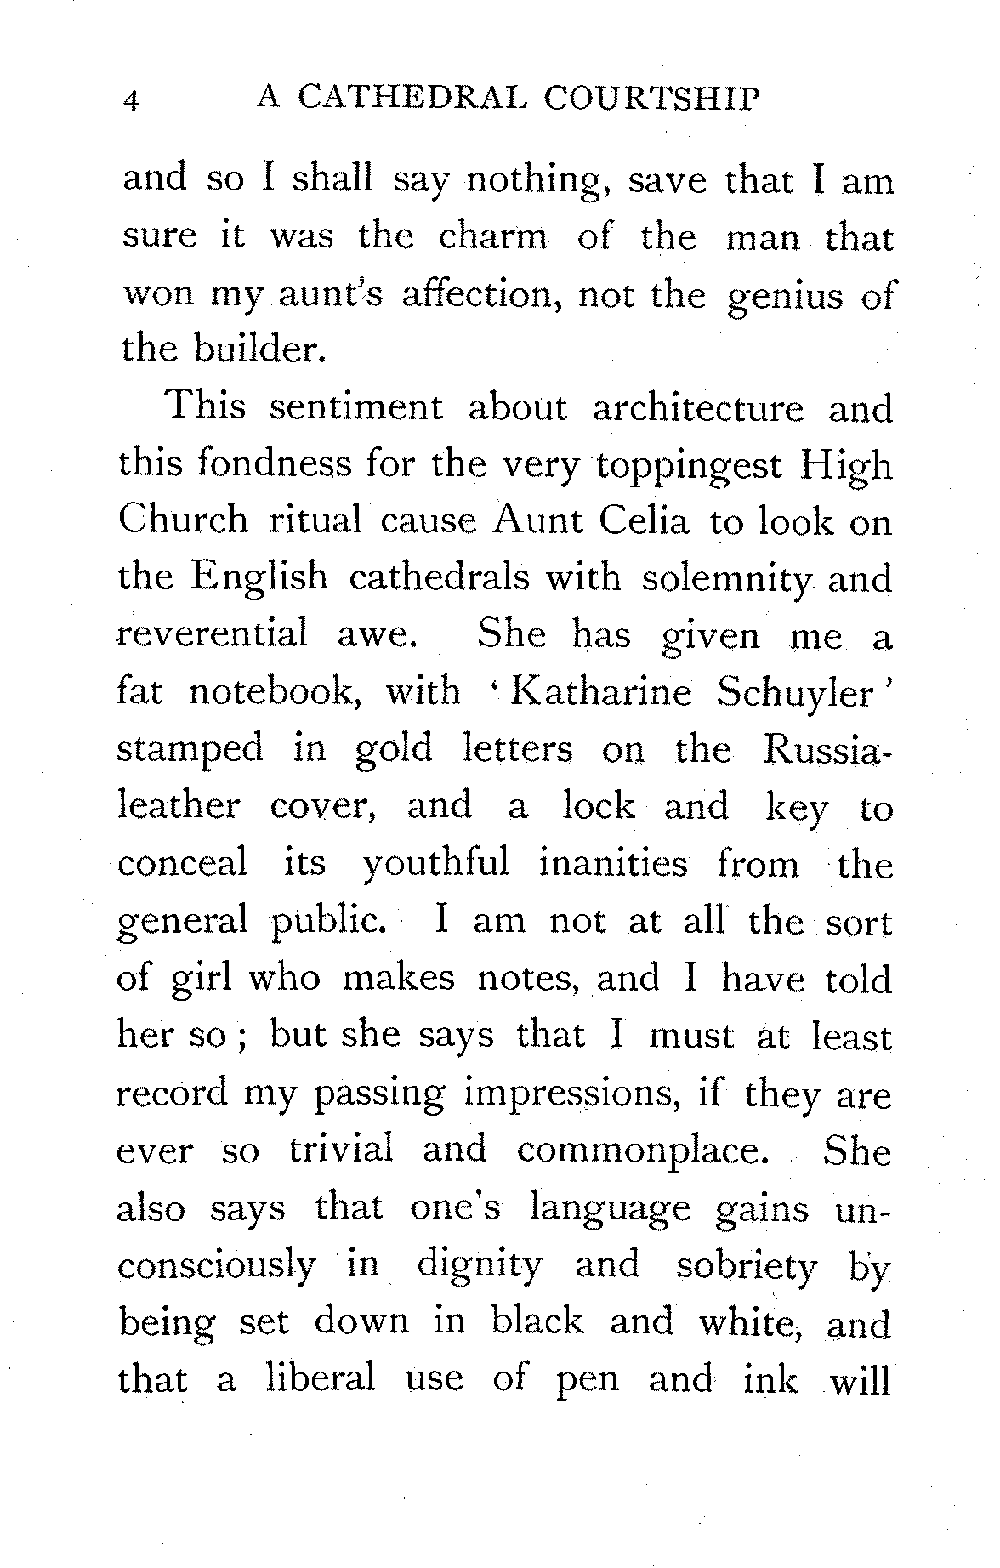 4 A CATHEDRAL COURTSHIP
and so I shall say nothing, save that I am
sure it was the charm of the man that
won my aunt's affection, not the genius of
the builder.
This sentiment about architecture and
this fondness for the very toppingest High
Church ritual cause Aunt Celia to look on
the English cathedrals with solemnity and
reverential awe. She has given me a
fat notebook, with ‘Katharine Schuyler’
stamped in gold letters on the Russia-
leather cover, and a lock and key to
conceal its youthful inanities from the
general public. I am not at all the sort
of girl who makes notes, and I have told
her so; but she says that I must at least
record my passing impressions, if they are
ever so trivial and commonplace. She
also says that one's language gains un-
consciously in dignity and sobriety by
being set down in black and white, and
that a liberal use of pen and ink will